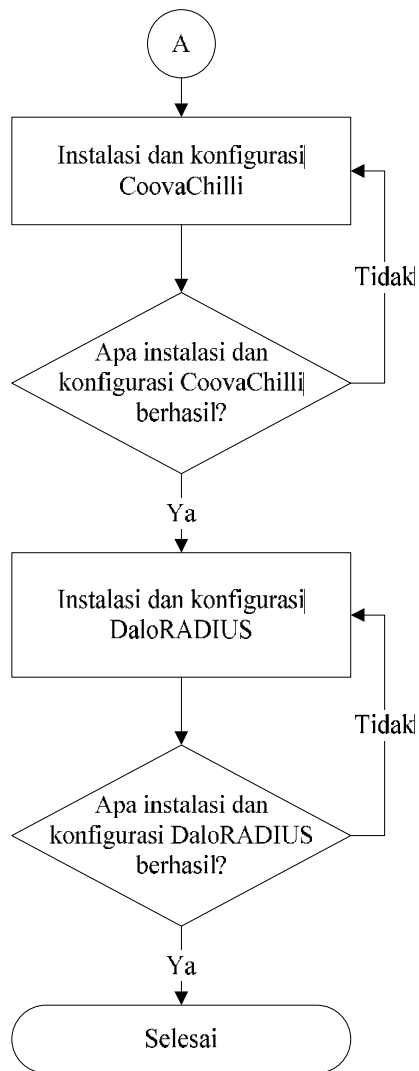 A
Instalasi dan konfigurasi
CoovaChilli
Tidak
Apa instalasi dan
konfigurasi CoovaChilli
berhasil?
Ya
Instalasi dan konfigurasi
DaloRADIUS
Tidak
Apa instalasi dan
konfigurasi DaloRADIUS
berhasil?
Ya
Selesai